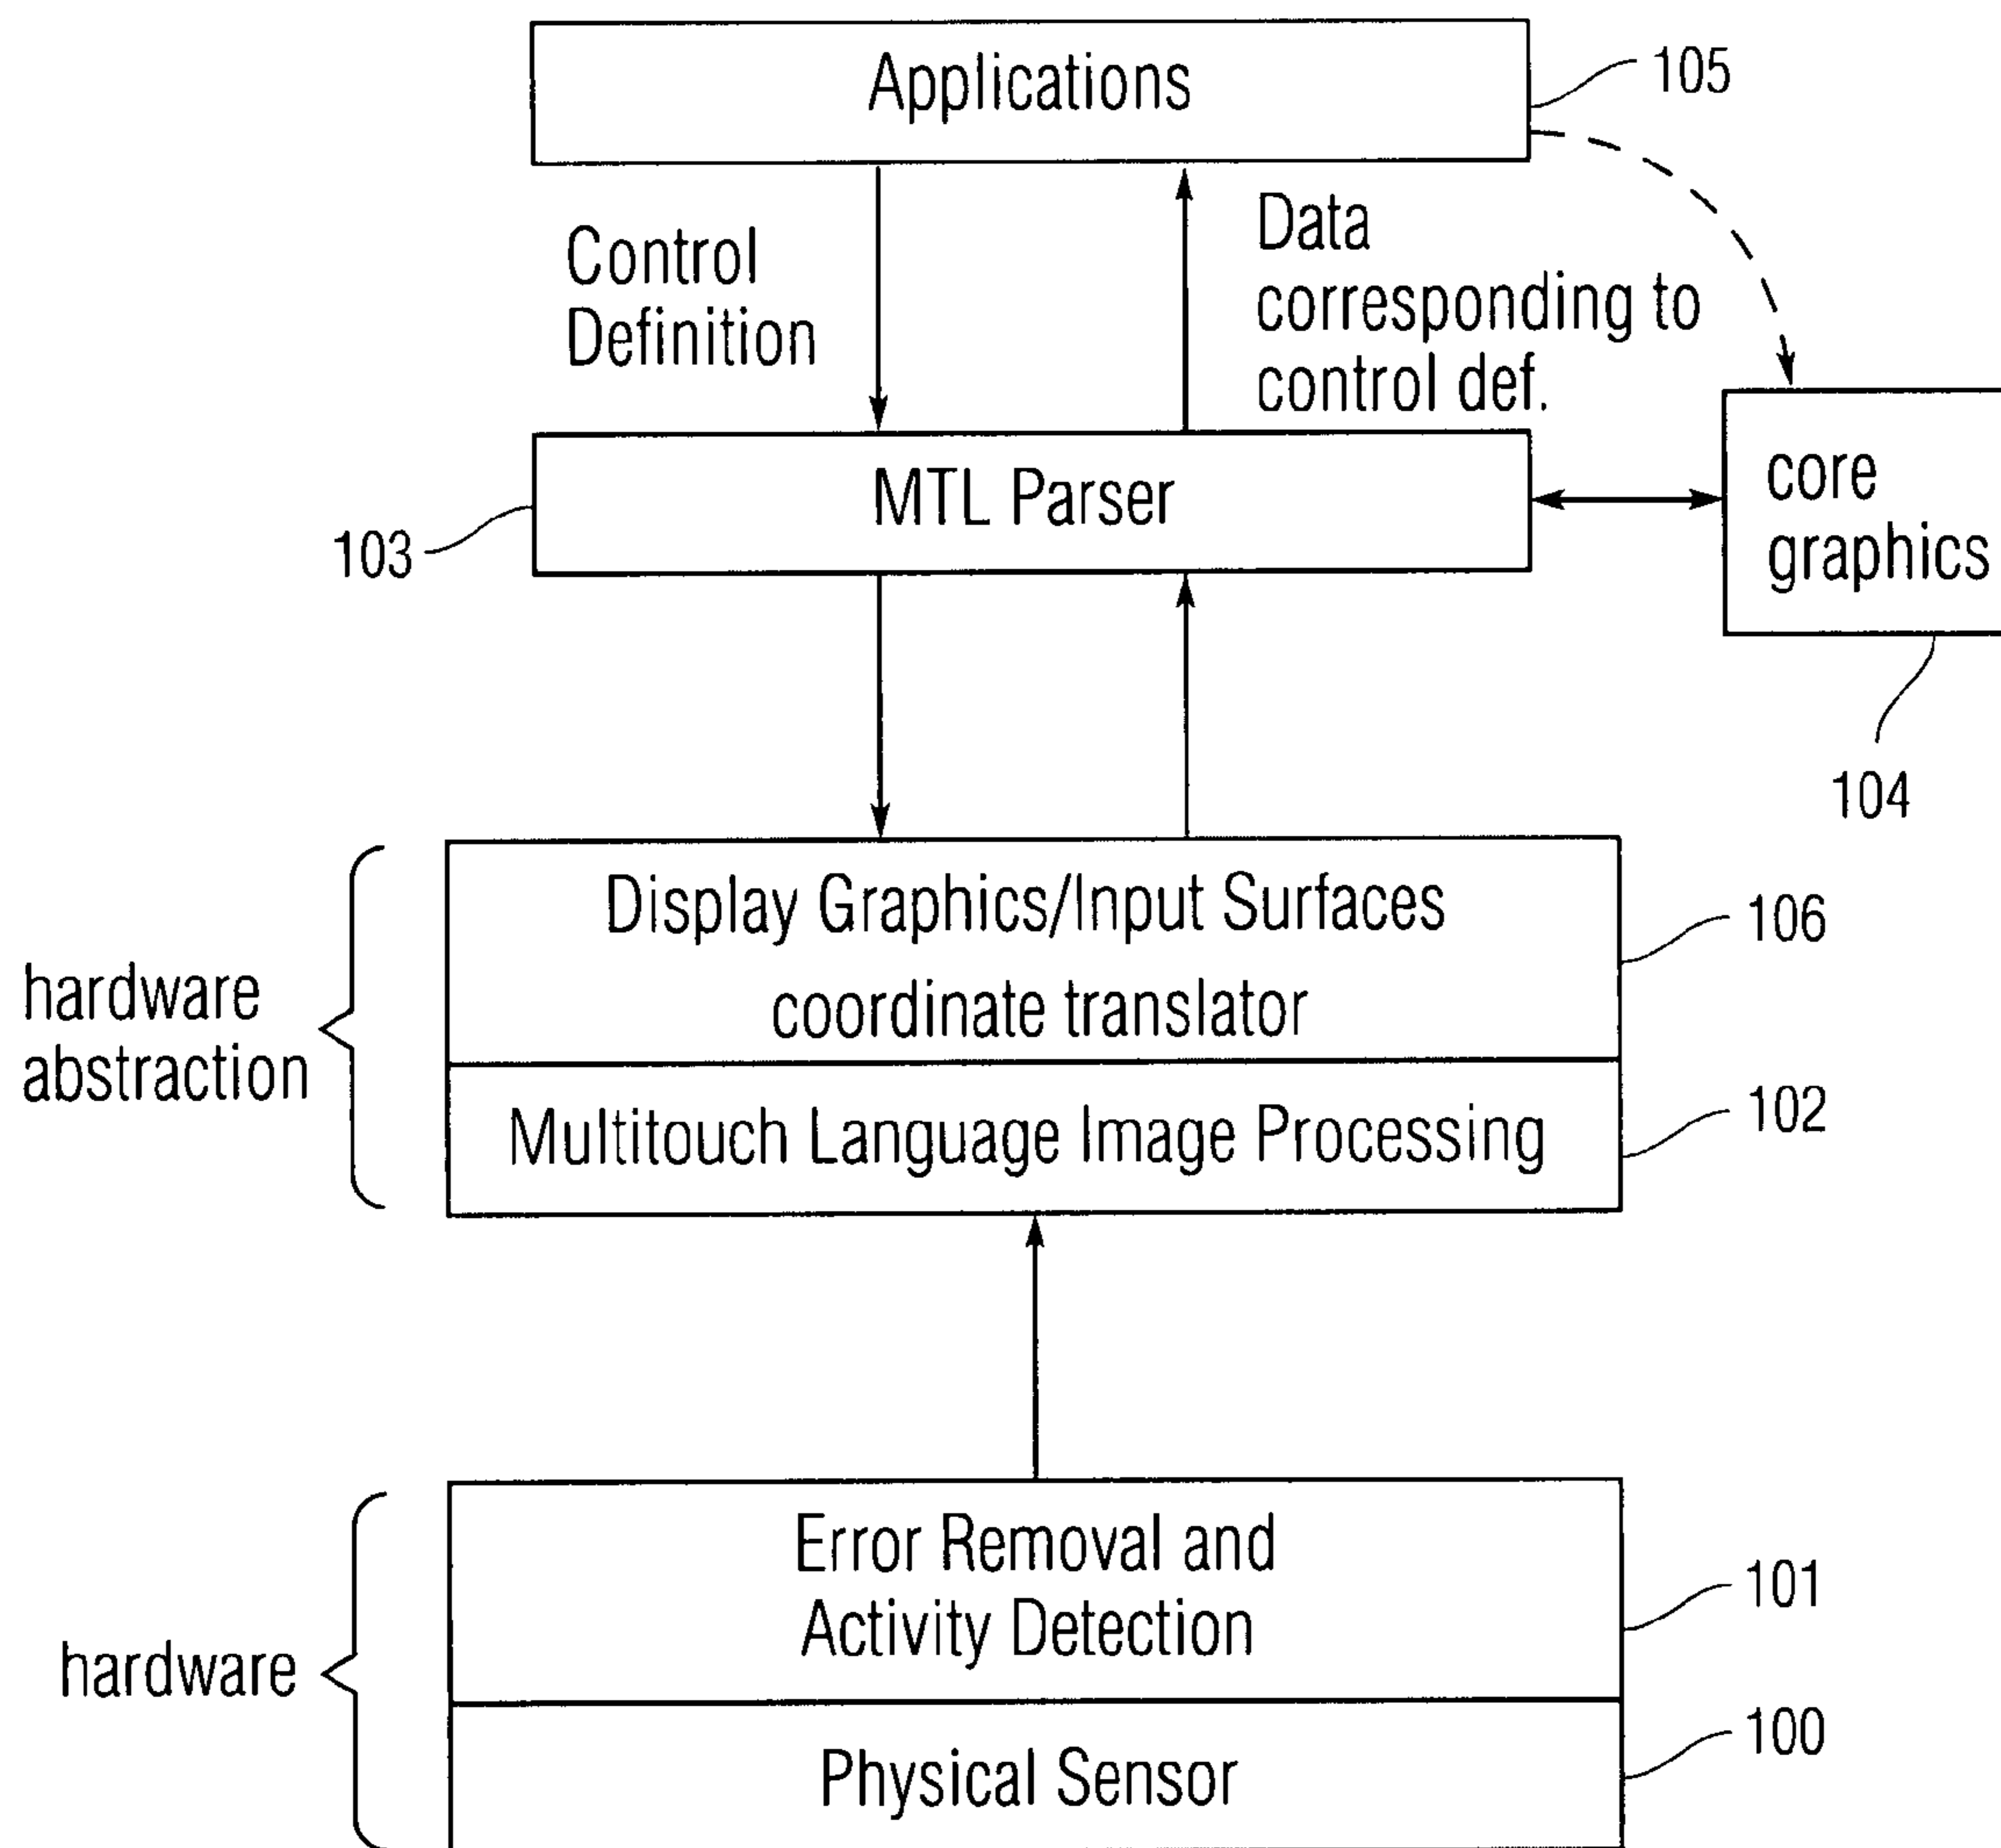 Applications
105
Control
Definition
Data
corresponding to
control def.
MTL Parser
103
core
graphics
104
hardware
abstraction
Display Graphics/Input Surfaces
coordinate translator
106
Multitouch Language Image Processing
102
hardware
Error Removal and
Activity Detection
101
Physical Sensor
100